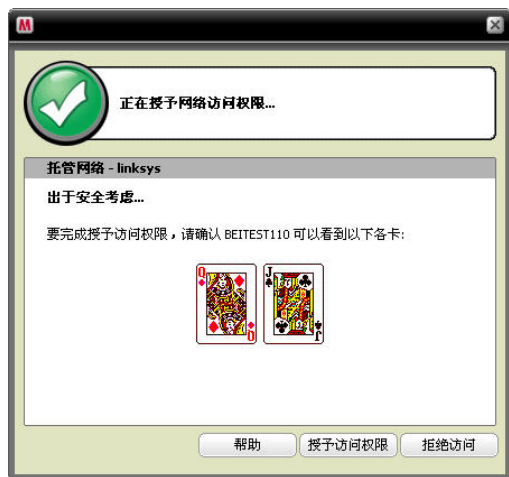 M
正在授予网络访问权限...
托管网络 - linksys
出于安全考虑...
要完成授予访问权限，请确认 BEITEST110 可以看到以下各卡:
Q J
Q J
帮助 授予访问权限 拒绝访问